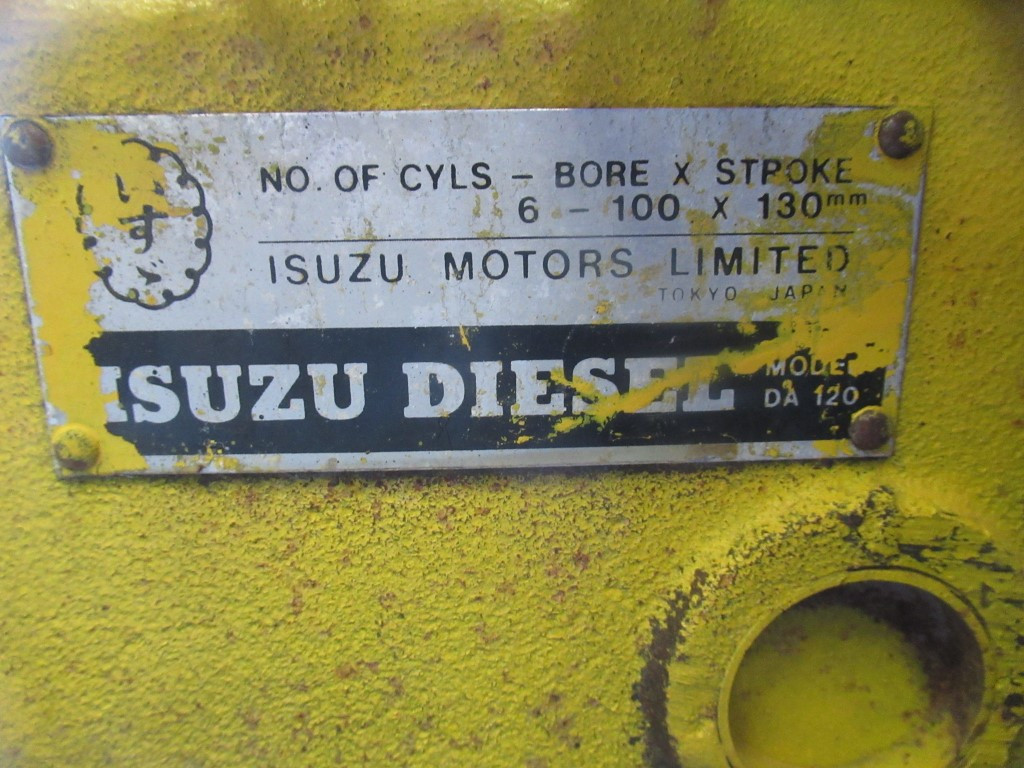 いすゞ
NO. OF CYLS – BORE X STROKE
6 – 100 X 130mm
ISUZU MOTORS LIMITED
TOKYO JAPAN
ISUZU DIESEL
MODEL
DA 120